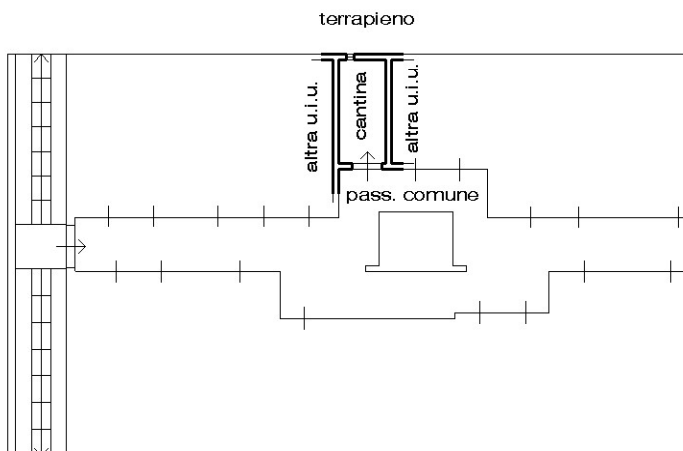 terrapieno
altra u.i.u.
cantina
altra u.i.u.
pass. comune